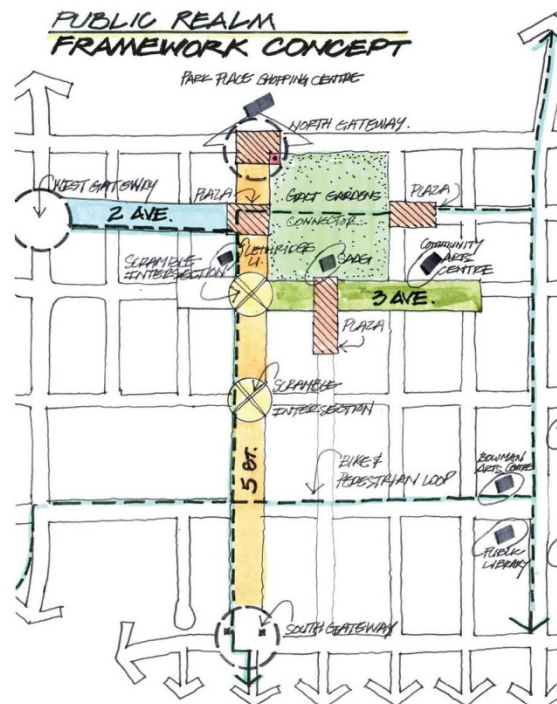 PUBLIC REALM
FRAMEWORK CONCEPT
PARK PLACE SHOPPING CENTRE
NORTH GATEWAY.
WEST GATEWAY
PLAZA
GALT GARDENS
CONNECTOR
PLAZA
2 AVE.
SCRAMBLE
INTERSECTION
LETHBRIDGE
U.
SAAG
COMMUNITY
ARTS
CENTRE
3 AVE.
PLAZA
SCRAMBLE
INTERSECTION
5 ST.
BIKE &
PEDESTRIAN LOOP
BOWMAN
ARTS CENTRE
PUBLIC
LIBRARY
SOUTH GATEWAY